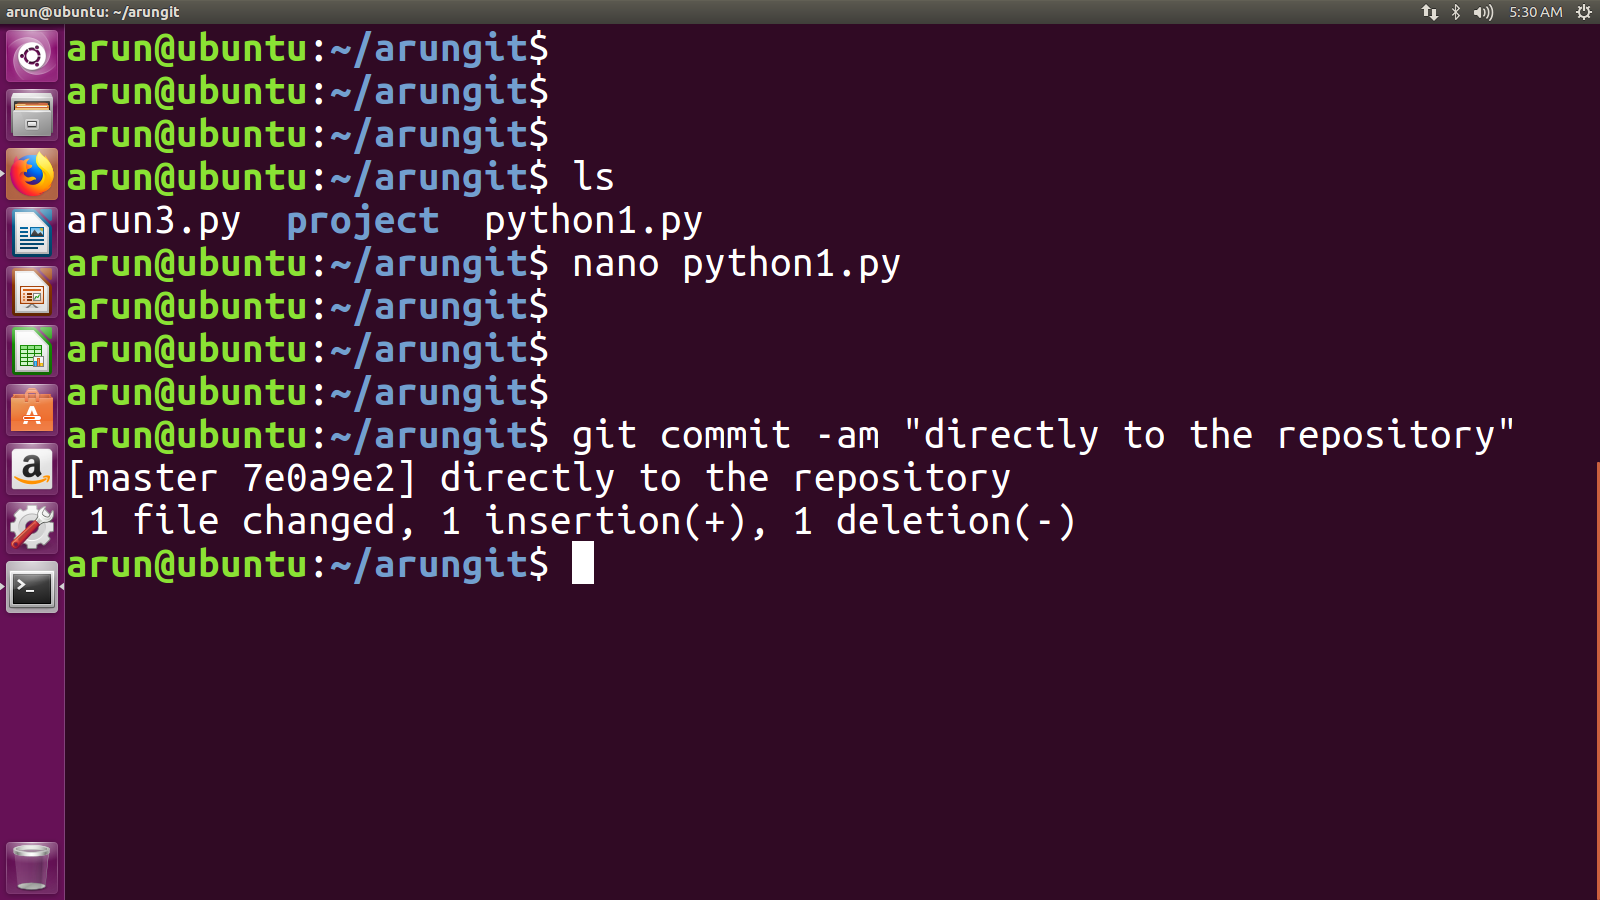 arun@ubuntu: ~/arungit
5:30 AM
arun@ubuntu:~/arungit$
arun@ubuntu:~/arungit$
arun@ubuntu:~/arungit$
arun@ubuntu:~/arungit$ ls
arun3.py  project  python1.py
arun@ubuntu:~/arungit$ nano python1.py
arun@ubuntu:~/arungit$
arun@ubuntu:~/arungit$
arun@ubuntu:~/arungit$
arun@ubuntu:~/arungit$ git commit -am "directly to the repository"
[master 7e0a9e2] directly to the repository
 1 file changed, 1 insertion(+), 1 deletion(-)
arun@ubuntu:~/arungit$